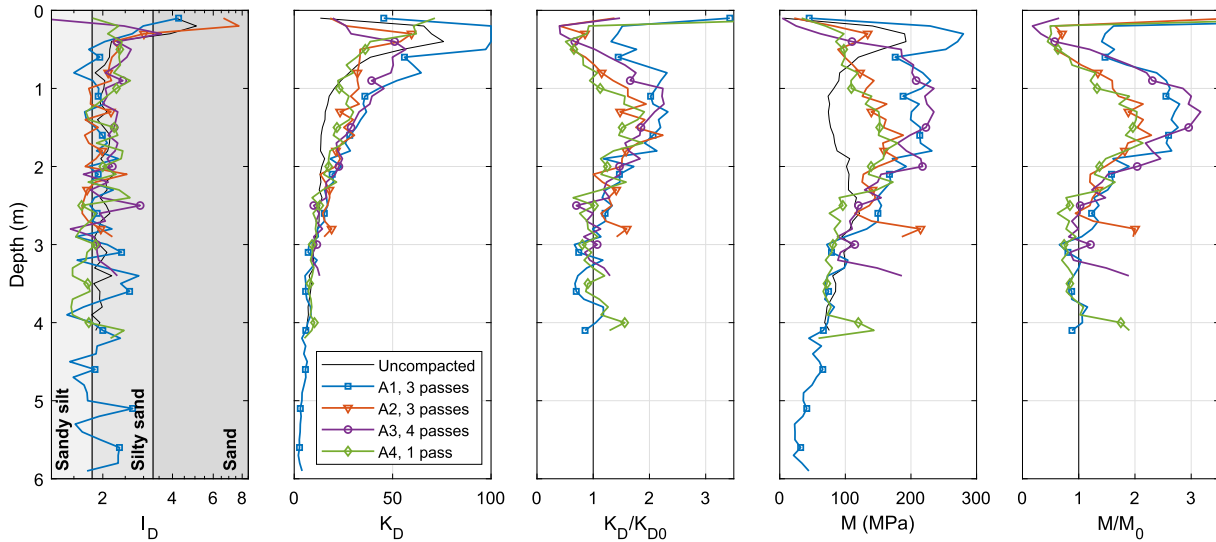 Depth (m)
0
1
2
3
4
5
6
Sandy silt
Silty sand
Sand
2 4 6 8
I_D
0 50 100
K_D
Uncompacted
A1, 3 passes
A2, 3 passes
A3, 4 passes
A4, 1 pass
0 1 2 3
K_D/K_D0
0 100 200 300
M (MPa)
0 1 2 3
M/M_0